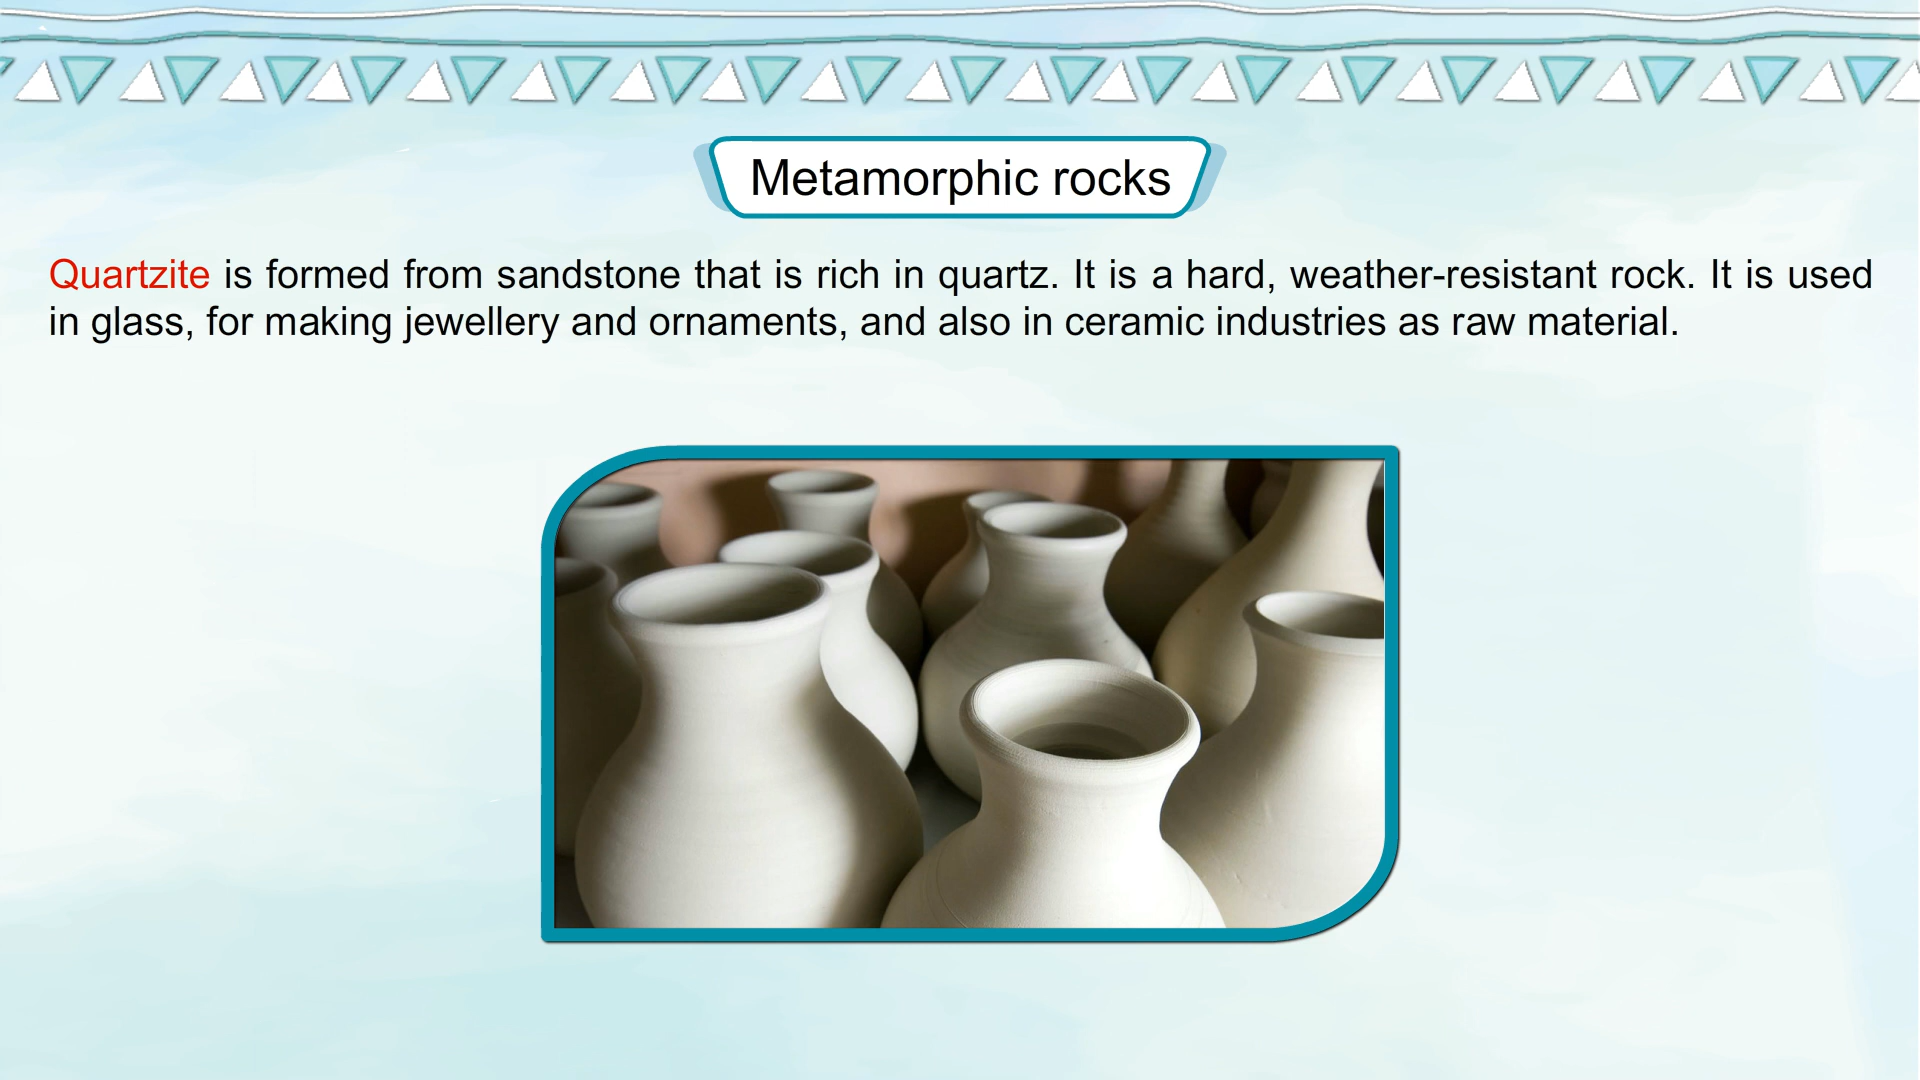 Metamorphic rocks
Quartzite is formed from sandstone that is rich in quartz. It is a hard, weather-resistant rock. It is used
in glass, for making jewellery and ornaments, and also in ceramic industries as raw material.